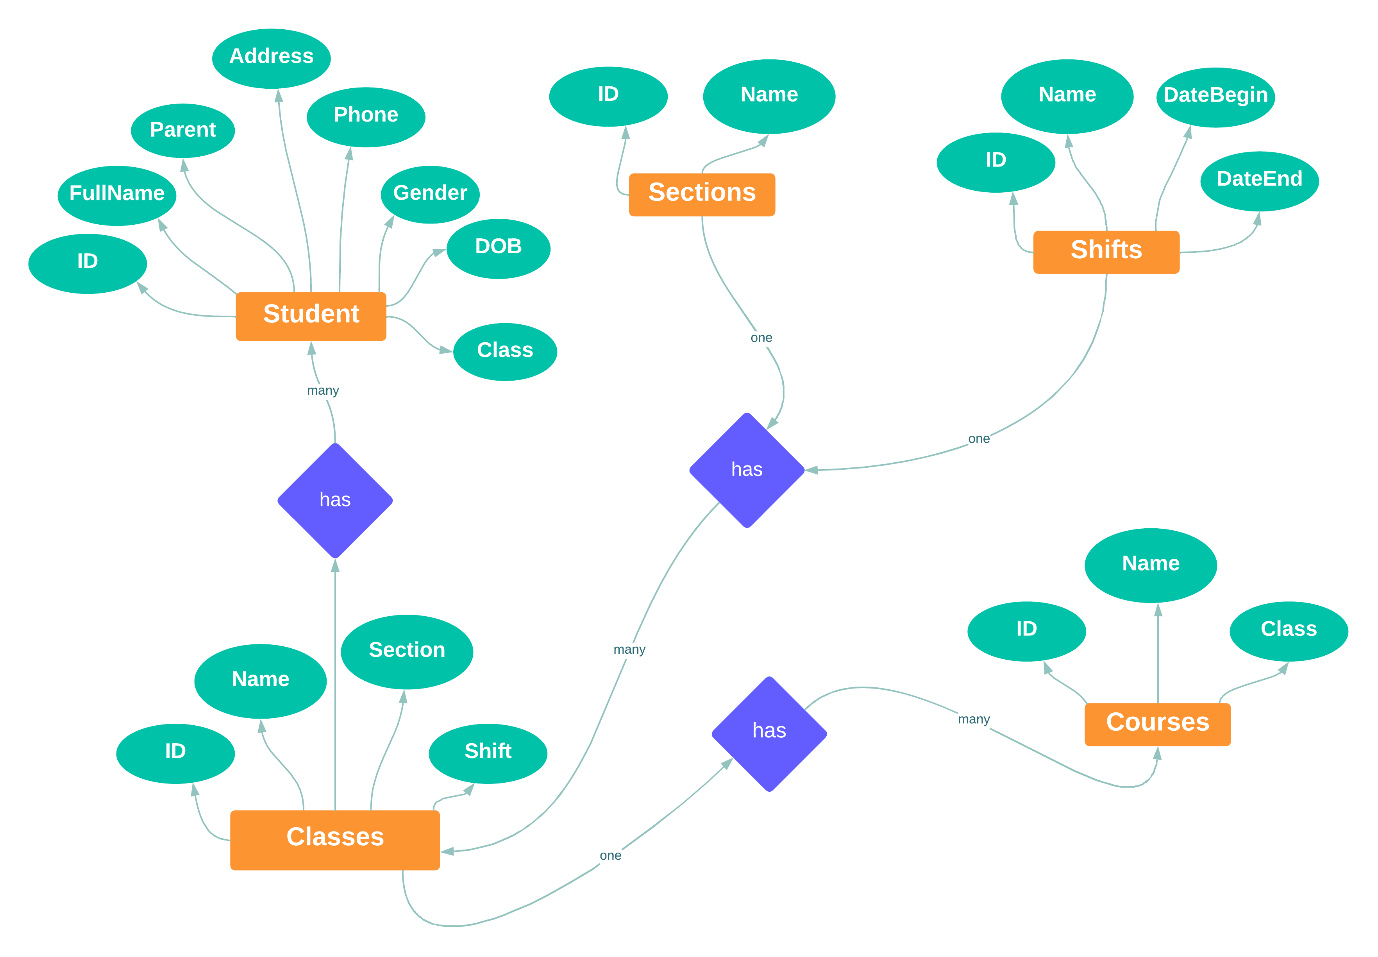 Address
Phone
Parent
FullName
Gender
ID
DOB
Student
Class
many
has
ID
Name
Sections
one
Name
DateBegin
ID
DateEnd
Shifts
one
has
many
Name
Section
ID
Shift
Classes
one
has
many
Name
ID
Class
Courses